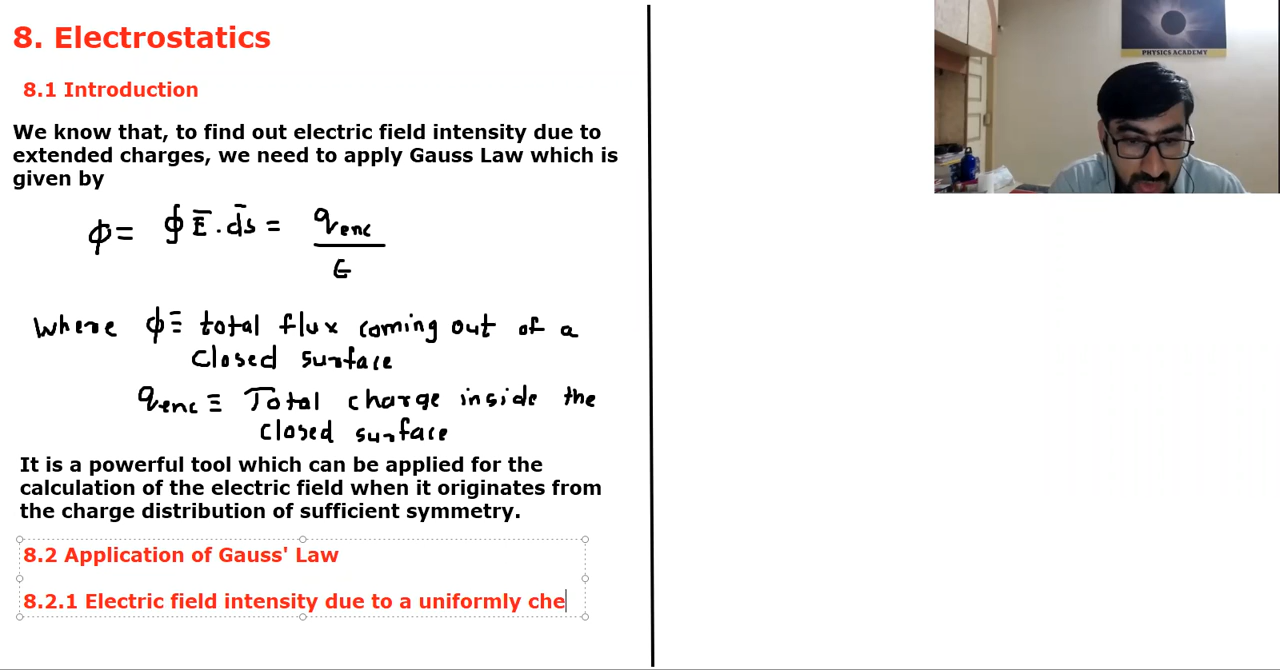 8. Electrostatics
8.1 Introduction
We know that, to find out electric field intensity due to
extended charges, we need to apply Gauss Law which is
given by
ϕ = ∮ E̅ . d̅s = q_enc / ϵ
where ϕ ≡ total flux coming out of a
closed surface
q_enc ≡ Total charge inside the
closed surface
It is a powerful tool which can be applied for the
calculation of the electric field when it originates from
the charge distribution of sufficient symmetry.
8.2 Application of Gauss' Law
8.2.1 Electric field intensity due to a uniformly che
PHYSICS ACADEMY